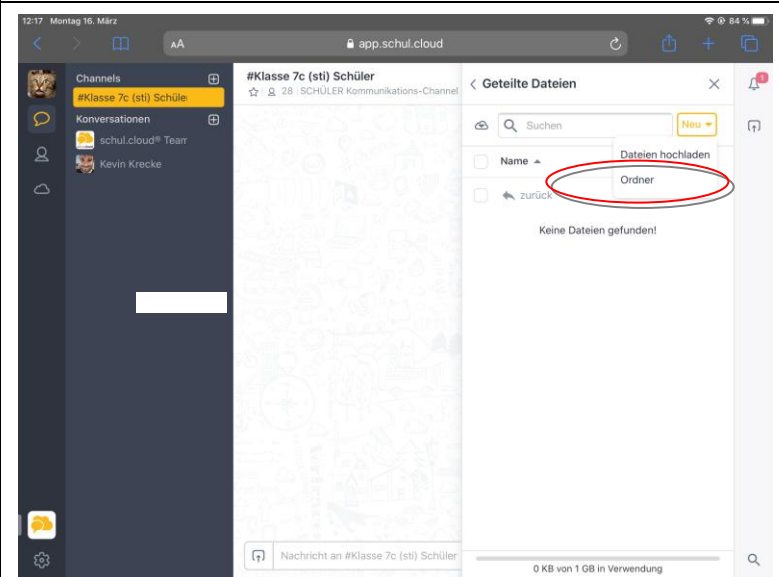 12:17 Montag 16. März
84 %
AA
app.schul.cloud
Channels
#Klasse 7c (sti) Schüle
Konversationen
schul.cloud® Team
Kevin Krecke
#Klasse 7c (sti) Schüler
28 SCHÜLER Kommunikations-Channel
Geteilte Dateien
1
Suchen
Neu
Dateien hochladen
Ordner
Name
zurück
Keine Dateien gefunden!
Nachricht an #Klasse 7c (sti) Schüler
0 KB von 1 GB in Verwendung